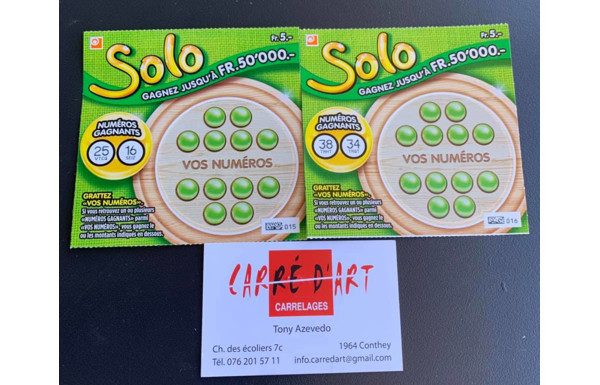 Fr. 5.-
Solo
GAGNEZ JUSQU'À FR.50'000.-
NUMÉROS
GAGNANTS
25
16
VOS NUMÉROS
GRATTEZ
«VOS NUMÉROS».
Si vous retrouvez un ou plusieurs
«NUMÉROS GAGNANTS» parmi
«VOS NUMÉROS», vous gagnez le
ou les montants indiqués en dessous.
015
Fr. 5.-
Solo
GAGNEZ JUSQU'À FR.50'000.-
NUMÉROS
GAGNANTS
38
34
VOS NUMÉROS
GRATTEZ
«VOS NUMÉROS».
Si vous retrouvez un ou plusieurs
«NUMÉROS GAGNANTS» parmi
«VOS NUMÉROS», vous gagnez le
ou les montants indiqués en dessous.
016
CARRÉ D'ART
CARRELAGES
Tony Azevedo
Ch. des écoliers 7c
1964 Conthey
Tél. 076 201 57 11
info.carredart@gmail.com